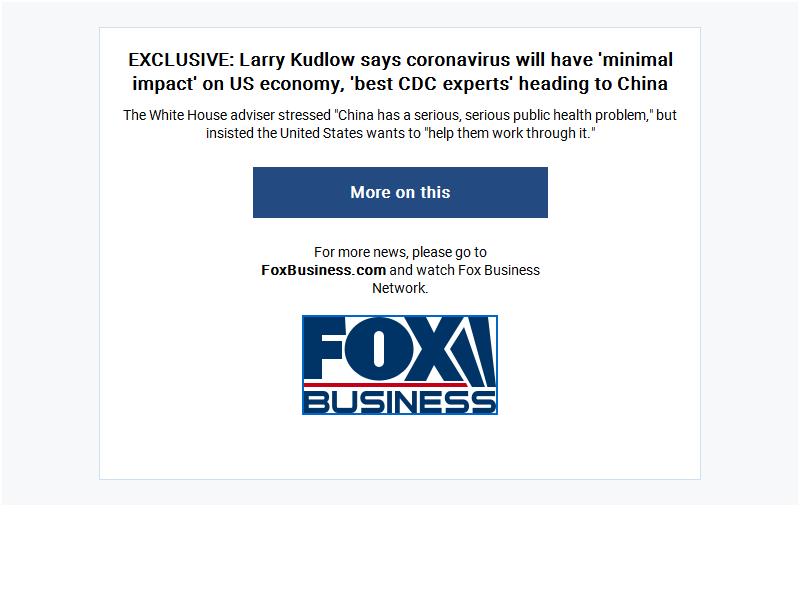 EXCLUSIVE: Larry Kudlow says coronavirus will have 'minimal
impact' on US economy, 'best CDC experts' heading to China
The White House adviser stressed "China has a serious, serious public health problem," but
insisted the United States wants to "help them work through it."
More on this
For more news, please go to
FoxBusiness.com and watch Fox Business
Network.
FOX
BUSINESS